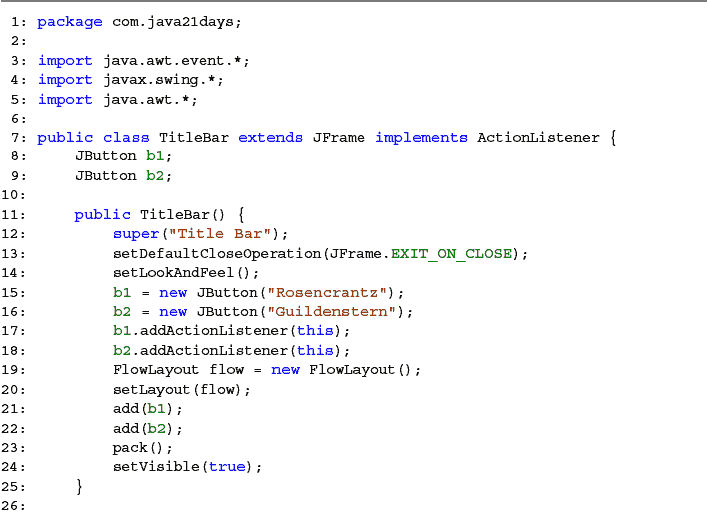 1: package com.java21days;
2:
3: import java.awt.event.*;
4: import javax.swing.*;
5: import java.awt.*;
6:
7: public class TitleBar extends JFrame implements ActionListener {
8:     JButton b1;
9:     JButton b2;
10:
11:     public TitleBar() {
12:         super("Title Bar");
13:         setDefaultCloseOperation(JFrame.EXIT_ON_CLOSE);
14:         setLookAndFeel();
15:         b1 = new JButton("Rosencrantz");
16:         b2 = new JButton("Guildenstern");
17:         b1.addActionListener(this);
18:         b2.addActionListener(this);
19:         FlowLayout flow = new FlowLayout();
20:         setLayout(flow);
21:         add(b1);
22:         add(b2);
23:         pack();
24:         setVisible(true);
25:     }
26: